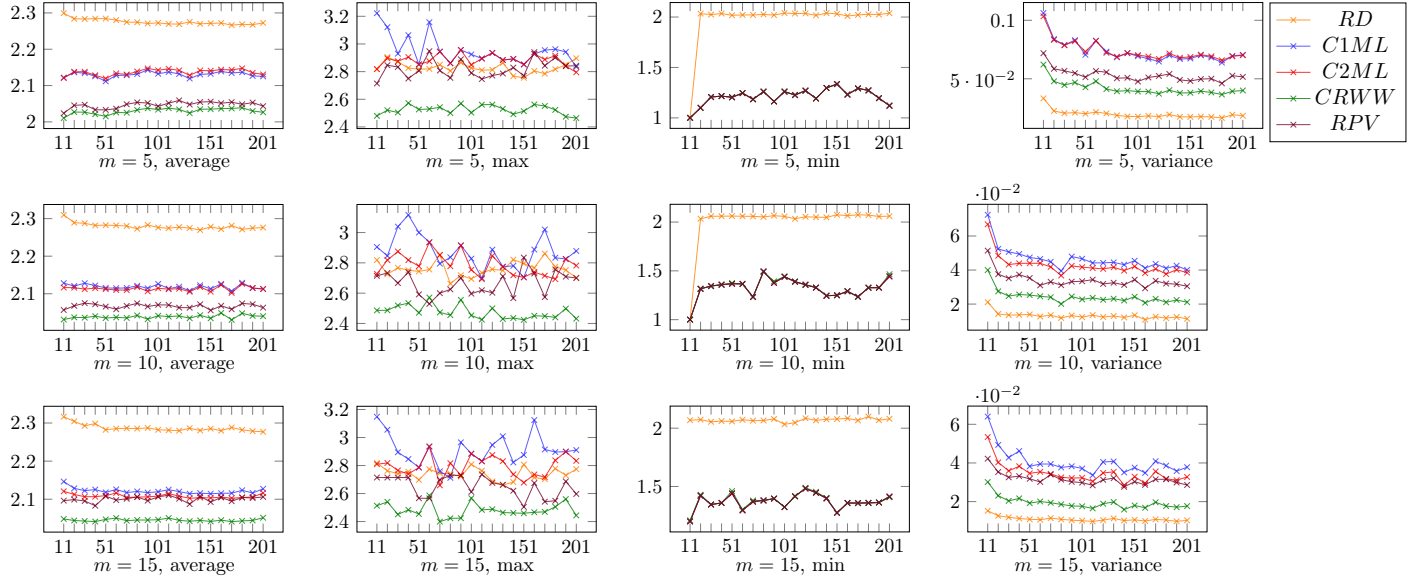 2 2.1 2.2 2.3
11 51 101 151 201
m = 5, average
2.4 2.6 2.8 3 3.2
11 51 101 151 201
m = 5, max
1 1.5 2
11 51 101 151 201
m = 5, min
5 · 10−2 0.1
11 51 101 151 201
m = 5, variance
RD
C1ML
C2ML
CRWW
RPV
2.1 2.2 2.3
11 51 101 151 201
m = 10, average
2.4 2.6 2.8 3
11 51 101 151 201
m = 10, max
1 1.5 2
11 51 101 151 201
m = 10, min
·10−2
2 4 6
11 51 101 151 201
m = 10, variance
2.1 2.2 2.3
11 51 101 151 201
m = 15, average
2.4 2.6 2.8 3 3.2
11 51 101 151 201
m = 15, max
1.5 2
11 51 101 151 201
m = 15, min
·10−2
2 4 6
11 51 101 151 201
m = 15, variance